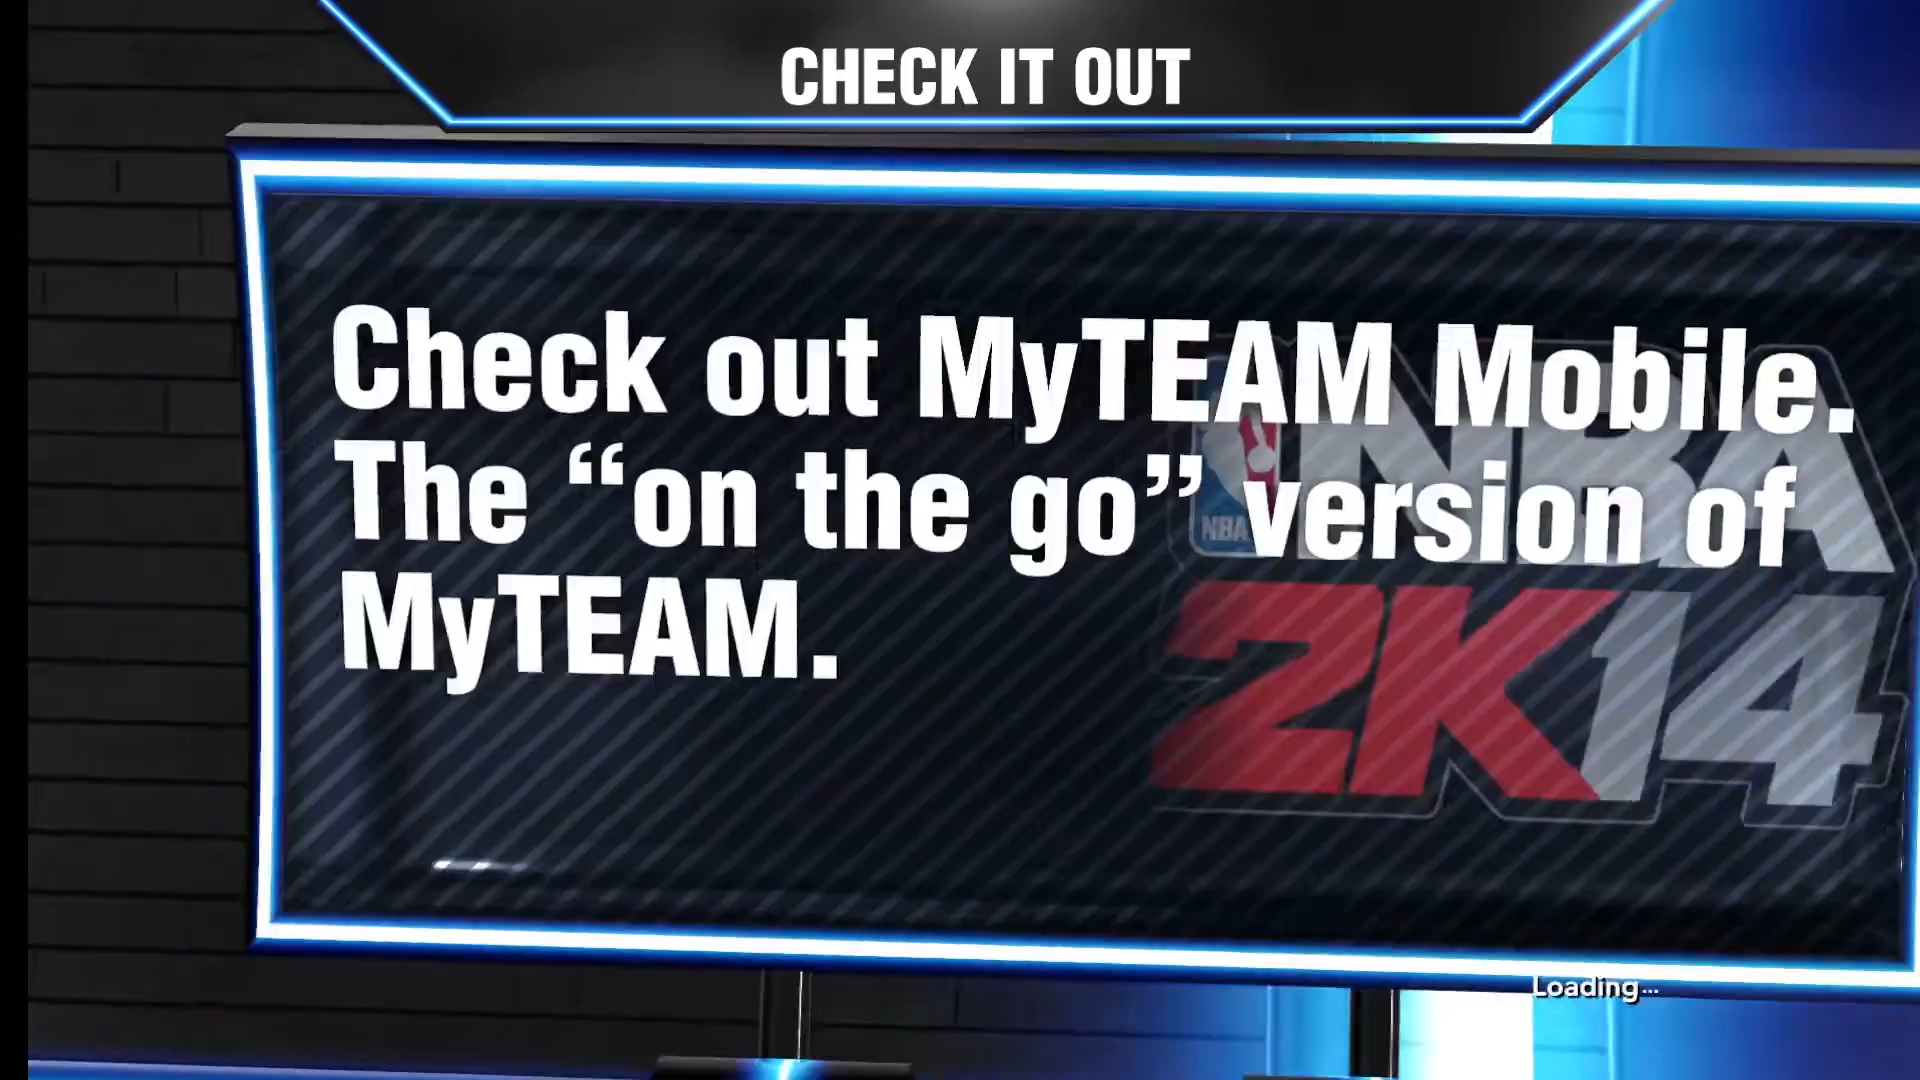 CHECK IT OUT
Check out MyTEAM Mobile.
The “on the go” version of
MyTEAM.
NBA
NBA
2K14
Loading...